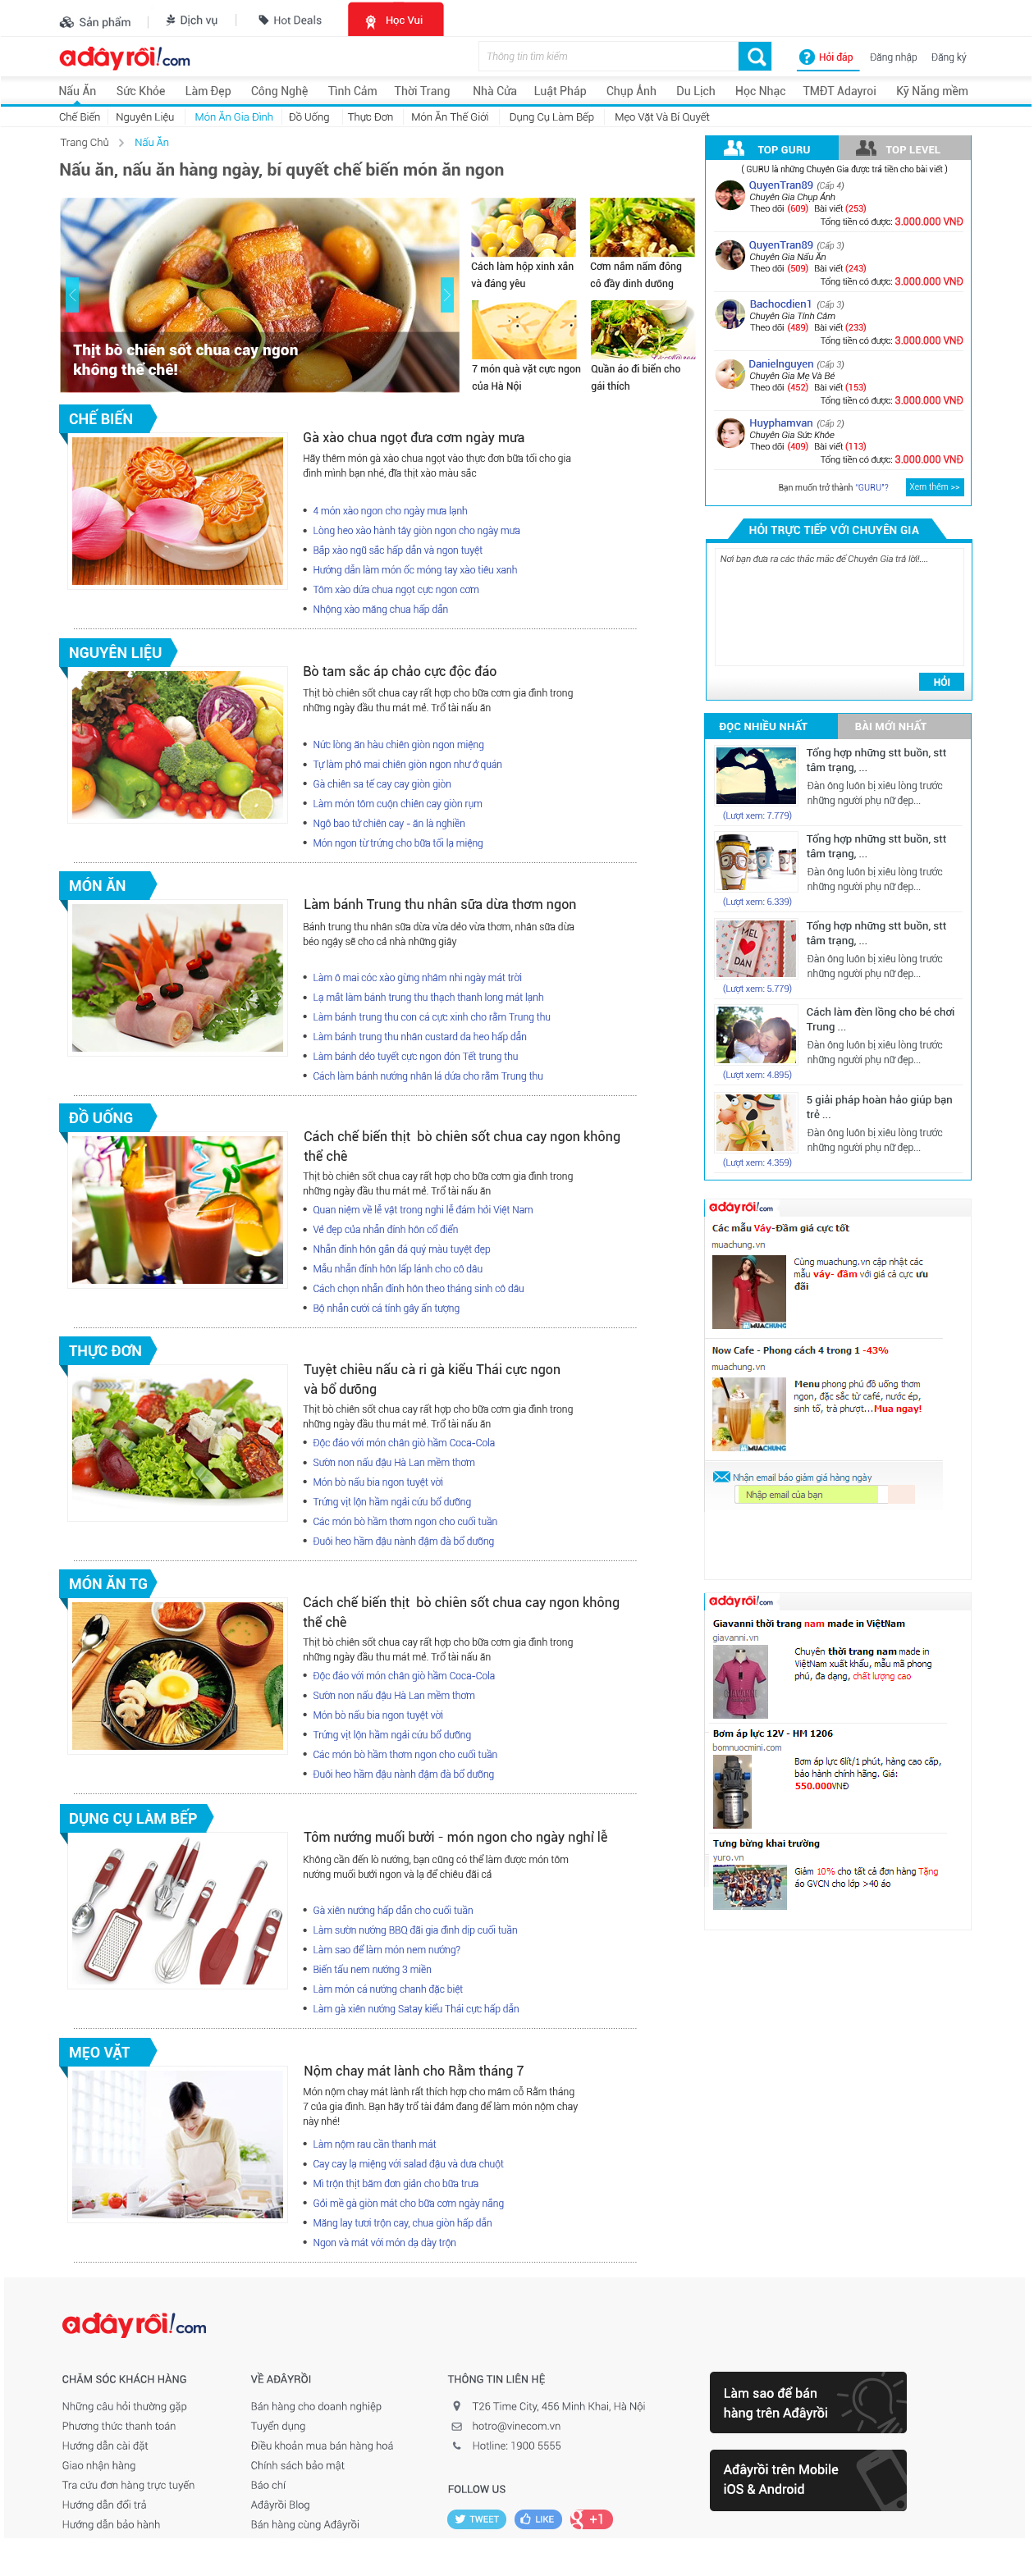 Sản phẩm
Dịch vụ
Hot Deals
Học Vui
ađâyrồi!com
Thông tin tìm kiếm
Hỏi đáp
Đăng nhập
Đăng ký
Nấu Ăn Sức Khỏe Làm Đẹp Công Nghệ Tình Cảm Thời Trang Nhà Cửa Luật Pháp Chụp Ảnh Du Lịch Học Nhạc TMĐT Adayroi Kỹ Năng mềm
Chế Biến Nguyên Liệu Món Ăn Gia Đình Đồ Uống Thực Đơn Món Ăn Thế Giới Dụng Cụ Làm Bếp Mẹo Vặt Và Bí Quyết
Trang Chủ > Nấu Ăn
Nấu ăn, nấu ăn hàng ngày, bí quyết chế biến món ăn ngon
Thịt bò chiên sốt chua cay ngon
không thể chê!
Cách làm hộp xinh xắn
và đáng yêu
Cơm nắm nấm đông
cô đầy dinh dưỡng
7 món quà vặt cực ngon
của Hà Nội
Quần áo đi biển cho
gái thích
CHẾ BIẾN
Gà xào chua ngọt đưa cơm ngày mưa
Hãy thêm món gà xào chua ngọt vào thực đơn bữa tối cho gia
đình mình bạn nhé, đĩa thịt xào màu sắc
4 món xào ngon cho ngày mưa lạnh
Lòng heo xào hành tây giòn ngon cho ngày mưa
Bắp xào ngũ sắc hấp dẫn và ngon tuyệt
Hướng dẫn làm món ốc móng tay xào tiêu xanh
Tôm xào dứa chua ngọt cực ngon cơm
Nhộng xào măng chua hấp dẫn
NGUYÊN LIỆU
Bò tam sắc áp chảo cực độc đáo
Thịt bò chiên sốt chua cay rất hợp cho bữa cơm gia đình trong
những ngày đầu thu mát mẻ. Trổ tài nấu ăn
Nức lòng ăn hàu chiên giòn ngon miệng
Tự làm phô mai chiên giòn ngon như ở quán
Gà chiên sa tế cay cay giòn giòn
Làm món tôm cuộn chiên cay giòn rụm
Ngô bao tử chiên cay - ăn là nghiền
Món ngon từ trứng cho bữa tối lạ miệng
MÓN ĂN
Làm bánh Trung thu nhân sữa dừa thơm ngon
Bánh trung thu nhân sữa dừa vừa dẻo vừa thơm, nhân sữa dừa
béo ngậy sẽ cho cả nhà những giây
Làm ô mai cóc xào gừng nhâm nhi ngày mát trời
Lạ mắt làm bánh trung thu thạch thanh long mát lạnh
Làm bánh trung thu con cá cực xinh cho rằm Trung thu
Làm bánh trung thu nhân custard da heo hấp dẫn
Làm bánh dẻo tuyết cực ngon đón Tết trung thu
Cách làm bánh nướng nhân lá dứa cho rằm Trung thu
ĐỒ UỐNG
Cách chế biến thịt bò chiên sốt chua cay ngon không
thể chê
Thịt bò chiên sốt chua cay rất hợp cho bữa cơm gia đình trong
những ngày đầu thu mát mẻ. Trổ tài nấu ăn
Quan niệm về lễ vật trong nghi lễ đám hỏi Việt Nam
Vẻ đẹp của nhẫn đính hôn cổ điển
Nhẫn đính hôn gắn đá quý màu tuyệt đẹp
Mẫu nhẫn đính hôn lấp lánh cho cô dâu
Cách chọn nhẫn đính hôn theo tháng sinh cô dâu
Bộ nhẫn cưới cá tính gây ấn tượng
THỰC ĐƠN
Tuyệt chiêu nấu cà ri gà kiểu Thái cực ngon
và bổ dưỡng
Thịt bò chiên sốt chua cay rất hợp cho bữa cơm gia đình trong
những ngày đầu thu mát mẻ. Trổ tài nấu ăn
Độc đáo với món chân giò hầm Coca-Cola
Sườn non nấu đậu Hà Lan mềm thơm
Món bò nấu bia ngon tuyệt vời
Trứng vịt lộn hầm ngải cứu bổ dưỡng
Các món bò hầm thơm ngon cho cuối tuần
Đuôi heo hầm đậu nành đậm đà bổ dưỡng
MÓN ĂN TG
Cách chế biến thịt bò chiên sốt chua cay ngon không
thể chê
Thịt bò chiên sốt chua cay rất hợp cho bữa cơm gia đình trong
những ngày đầu thu mát mẻ. Trổ tài nấu ăn
Độc đáo với món chân giò hầm Coca-Cola
Sườn non nấu đậu Hà Lan mềm thơm
Món bò nấu bia ngon tuyệt vời
Trứng vịt lộn hầm ngải cứu bổ dưỡng
Các món bò hầm thơm ngon cho cuối tuần
Đuôi heo hầm đậu nành đậm đà bổ dưỡng
DỤNG CỤ LÀM BẾP
Tôm nướng muối bưởi - món ngon cho ngày nghỉ lễ
Không cần đến lò nướng, bạn cũng có thể làm được món tôm
nướng muối bưởi ngon và lạ để chiêu đãi cả
Gà xiên nướng hấp dẫn cho cuối tuần
Làm sườn nướng BBQ đãi gia đình dịp cuối tuần
Làm sao để làm món nem nướng?
Biến tấu nem nướng 3 miền
Làm món cá nướng chanh đặc biệt
Làm gà xiên nướng Satay kiểu Thái cực hấp dẫn
MẸO VẶT
Nộm chay mát lành cho Rằm tháng 7
Món nộm chay mát lành rất thích hợp cho mâm cỗ Rằm tháng
7 của gia đình. Bạn hãy trổ tài đảm đang để làm món nộm chay
này nhé!
Làm nộm rau cần thanh mát
Cay cay lạ miệng với salad đậu và dưa chuột
Mì trộn thịt băm đơn giản cho bữa trưa
Gỏi mề gà giòn mát cho bữa cơm ngày nắng
Măng lay tươi trộn cay, chua giòn hấp dẫn
Ngon và mát với món dạ dày trộn
TOP GURU
TOP LEVEL
( GURU là những Chuyên Gia được trả tiền cho bài viết )
QuyenTran89 (Cấp 4)
Chuyên Gia Chụp Ảnh
Theo dõi (609) Bài viết (253)
Tổng tiền có được: 3.000.000 VNĐ
QuyenTran89 (Cấp 3)
Chuyên Gia Nấu Ăn
Theo dõi (509) Bài viết (243)
Tổng tiền có được: 3.000.000 VNĐ
Bachocdien1 (Cấp 3)
Chuyên Gia Tình Cảm
Theo dõi (489) Bài viết (233)
Tổng tiền có được: 3.000.000 VNĐ
Danielnguyen (Cấp 3)
Chuyên Gia Mẹ Và Bé
Theo dõi (452) Bài viết (153)
Tổng tiền có được: 3.000.000 VNĐ
Huyphamvan (Cấp 2)
Chuyên Gia Sức Khỏe
Theo dõi (409) Bài viết (113)
Tổng tiền có được: 3.000.000 VNĐ
Bạn muốn trở thành "GURU"?
Xem thêm >>
HỎI TRỰC TIẾP VỚI CHUYÊN GIA
Nơi bạn đưa ra các thắc mắc để Chuyên Gia trả lời!....
HỎI
ĐỌC NHIỀU NHẤT
BÀI MỚI NHẤT
Tổng hợp những stt buồn, stt
tâm trạng, ...
Đàn ông luôn bị xiêu lòng trước
những người phụ nữ đẹp...
(Lượt xem: 7.779)
Tổng hợp những stt buồn, stt
tâm trạng, ...
Đàn ông luôn bị xiêu lòng trước
những người phụ nữ đẹp...
(Lượt xem: 6.339)
MEL
DAN
Tổng hợp những stt buồn, stt
tâm trạng, ...
Đàn ông luôn bị xiêu lòng trước
những người phụ nữ đẹp...
(Lượt xem: 5.779)
Cách làm đèn lồng cho bé chơi
Trung ...
Đàn ông luôn bị xiêu lòng trước
những người phụ nữ đẹp...
(Lượt xem: 4.895)
5 giải pháp hoàn hảo giúp bạn
trẻ ...
Đàn ông luôn bị xiêu lòng trước
những người phụ nữ đẹp...
(Lượt xem: 4.359)
ađâyrồi!com
Các mẫu Váy-Đầm giá cực tốt
muachung.vn
Cùng muachung.vn cập nhật các
mẫu váy- đầm với giá cả cực ưu
đãi
MUACHUNG
Now Cafe - Phong cách 4 trong 1 -43%
muachung.vn
Menu phong phú đồ uống thơm
ngon, đặc sắc từ café, nước ép,
sinh tố, trà phượt...Mua ngay!
MUACHUNG
Nhận email báo giảm giá hàng ngày
Nhập email của bạn
ađâyrồi!com
Giavanni thời trang nam made in ViệtNam
giavanni.vn
Chuyên thời trang nam made in
ViệtNam xuất khẩu, mẫu mã phong
phú, đa dạng, chất lượng cao
Bơm áp lực 12V - HM 1206
bomnuocmini.com
Bơm áp lực 6lít/1 phút, hàng cao cấp,
bảo hành chính hãng. Giá:
550.000VNĐ
Tưng bừng khai trường
yuro.vn
Giảm 10% cho tất cả đơn hàng Tặng
áo GVCN cho lớp >40 áo
ađâyrồi!com
CHĂM SÓC KHÁCH HÀNG
Những câu hỏi thường gặp
Phương thức thanh toán
Hướng dẫn cài đặt
Giao nhận hàng
Tra cứu đơn hàng trực tuyến
Hướng dẫn đổi trả
Hướng dẫn bảo hành
VỀ AĐÂYRỒI
Bán hàng cho doanh nghiệp
Tuyển dụng
Điều khoản mua bán hàng hoá
Chính sách bảo mật
Báo chí
Ađâyrồi Blog
Bán hàng cùng Ađâyrồi
THÔNG TIN LIÊN HỆ
T26 Time City, 456 Minh Khai, Hà Nội
hotro@vinecom.vn
Hotline: 1900 5555
FOLLOW US
TWEET
LIKE
g +1
Làm sao để bán
hàng trên Ađâyrồi
Ađâyrồi trên Mobile
iOS & Android